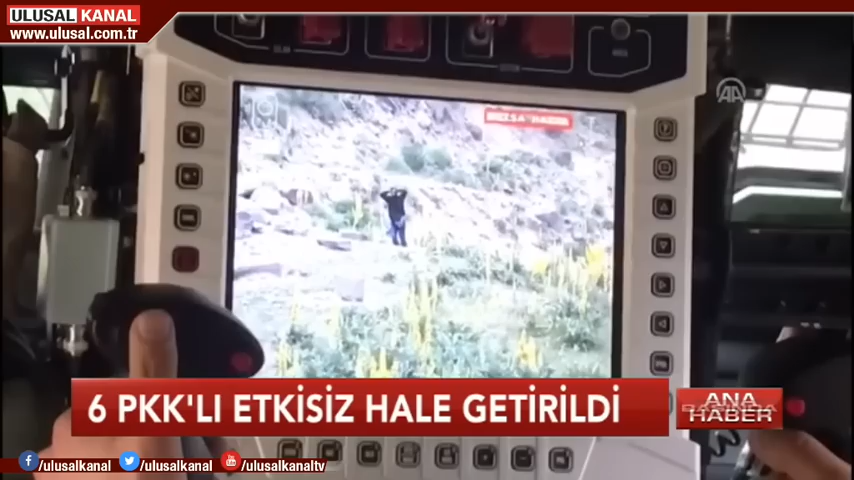 ULUSAL KANAL
www.ulusal.com.tr
AA
6 PKK'LI ETKİSİZ HALE GETİRİLDİ
ANA
HABER
/ulusalkanal
/ulusalkanal
/ulusalkanaltv